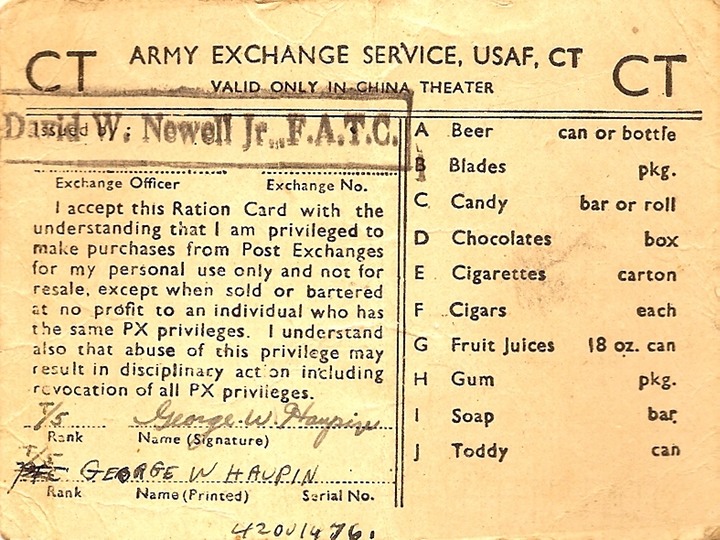 CT ARMY EXCHANGE SERVICE, USAF, CT CT
VALID ONLY IN CHINA THEATER
Issued by:
David W. Newell Jr. F.A.T.C.
Exchange Officer Exchange No.
I accept this Ration Card with the
understanding that I am privileged to
make purchases from Post Exchanges
for my personal use only and not for
resale, except when sold or bartered
at no profit to an individual who has
the same PX privileges. I understand
also that abuse of this privilege may
result in disciplinary action including
revocation of all PX privileges.
T/5 George W.
Rank Name (Signature)
T/5 GEORGE W HAUPIN
Rank Name (Printed) Serial No.
A Beer can or bottle
B Blades pkg.
C Candy bar or roll
D Chocolates box
E Cigarettes carton
F Cigars each
G Fruit Juices 18 oz. can
H Gum pkg.
I Soap bar
J Toddy can